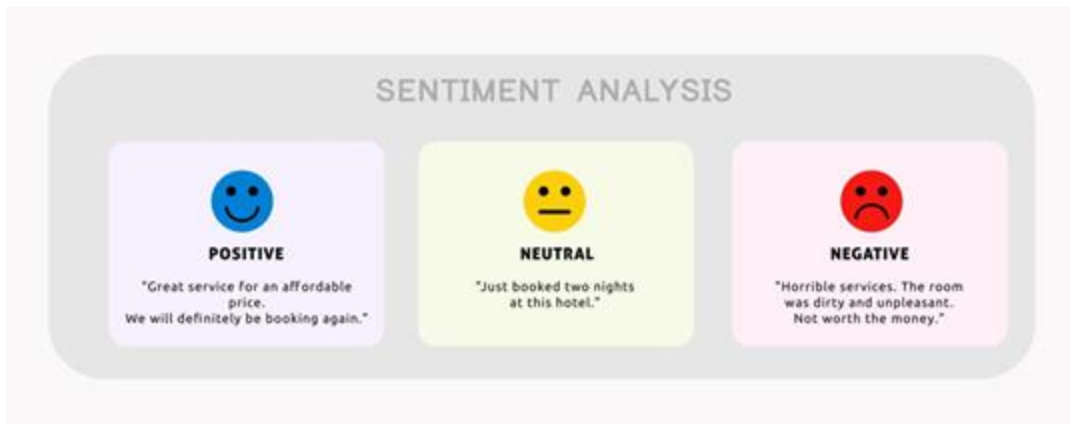 SENTIMENT ANALYSIS
POSITIVE
"Great service for an affordable
price.
We will definitely be booking again."
NEUTRAL
"Just booked two nights
at this hotel."
NEGATIVE
"Horrible services. The room
was dirty and unpleasant.
Not worth the money."